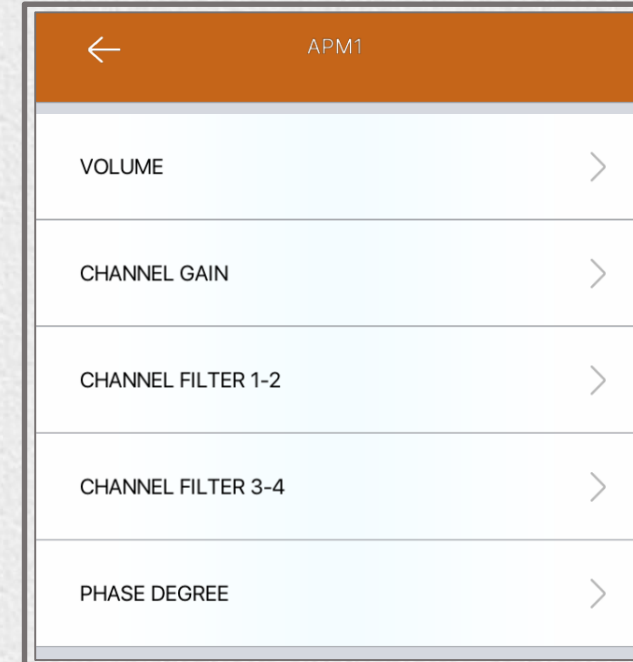 APM1
VOLUME
CHANNEL GAIN
CHANNEL FILTER 1-2
CHANNEL FILTER 3-4
PHASE DEGREE